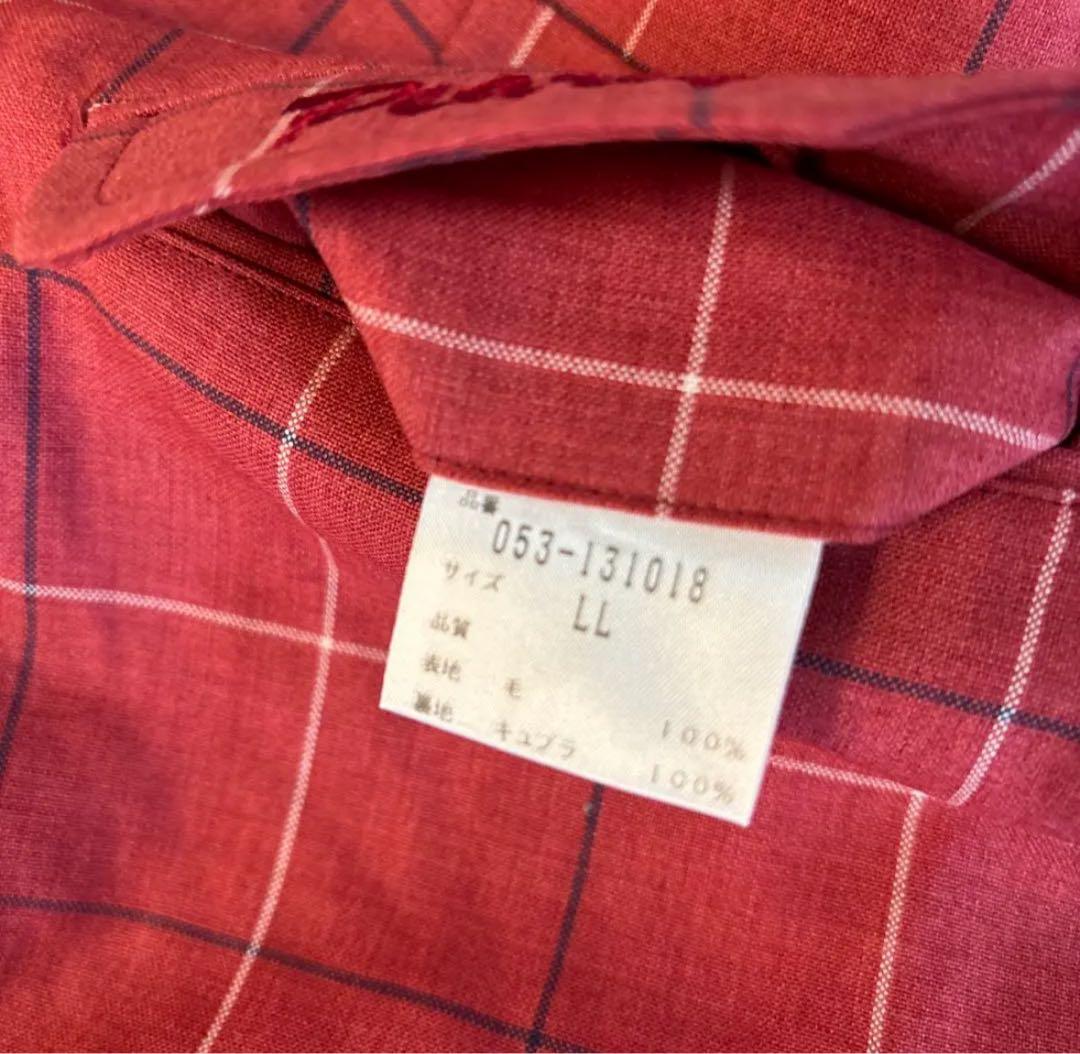 品番
053-131018
サイズ
LL
品質
表地 毛 100%
裏地 キュプラ 100%